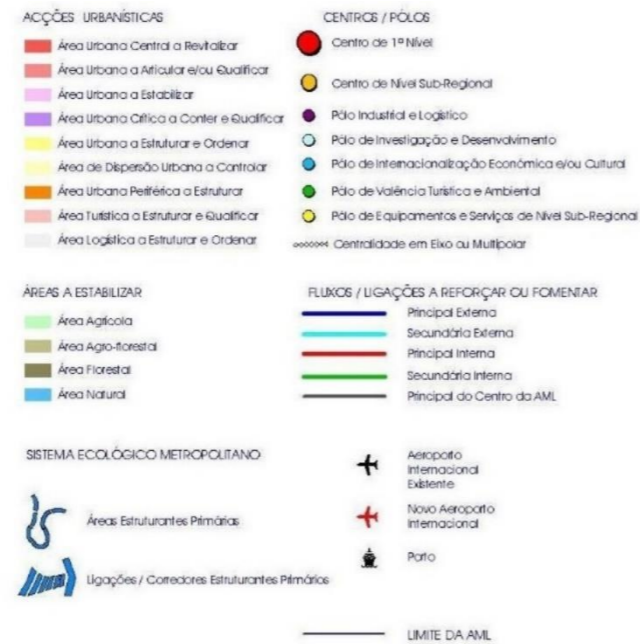 ACÇÕES URBANÍSTICAS
Área Urbana Central a Revitalizar
Área Urbana a Articular e/ou Qualificar
Área Urbana a Estabilizar
Área Urbana Crítica a Conter e Qualificar
Área Urbana a Estruturar e Ordenar
Área de Dispersão Urbana a Controlar
Área Urbana Periférica a Estruturar
Área Turística a Estruturar e Qualificar
Área Logística a Estruturar e Ordenar
CENTROS / PÓLOS
Centro de 1º Nível
Centro de Nível Sub-Regional
Pólo Industrial e Logístico
Pólo de Investigação e Desenvolvimento
Pólo de Internacionalização Económica e/ou Cultural
Pólo de Valência Turística e Ambiental
Pólo de Equipamentos e Serviços de Nível Sub-Regional
Centralidade em Eixo ou Multipolar
ÁREAS A ESTABILIZAR
Área Agrícola
Área Agro-florestal
Área Florestal
Área Natural
FLUXOS / LIGAÇÕES A REFORÇAR OU FOMENTAR
Principal Externa
Secundária Externa
Principal Interna
Secundária Interna
Principal do Centro da AML
SISTEMA ECOLÓGICO METROPOLITANO
Áreas Estruturantes Primárias
Ligações / Corredores Estruturantes Primários
Aeroporto
Internacional
Existente
Novo Aeroporto
Internacional
Porto
LIMITE DA AML